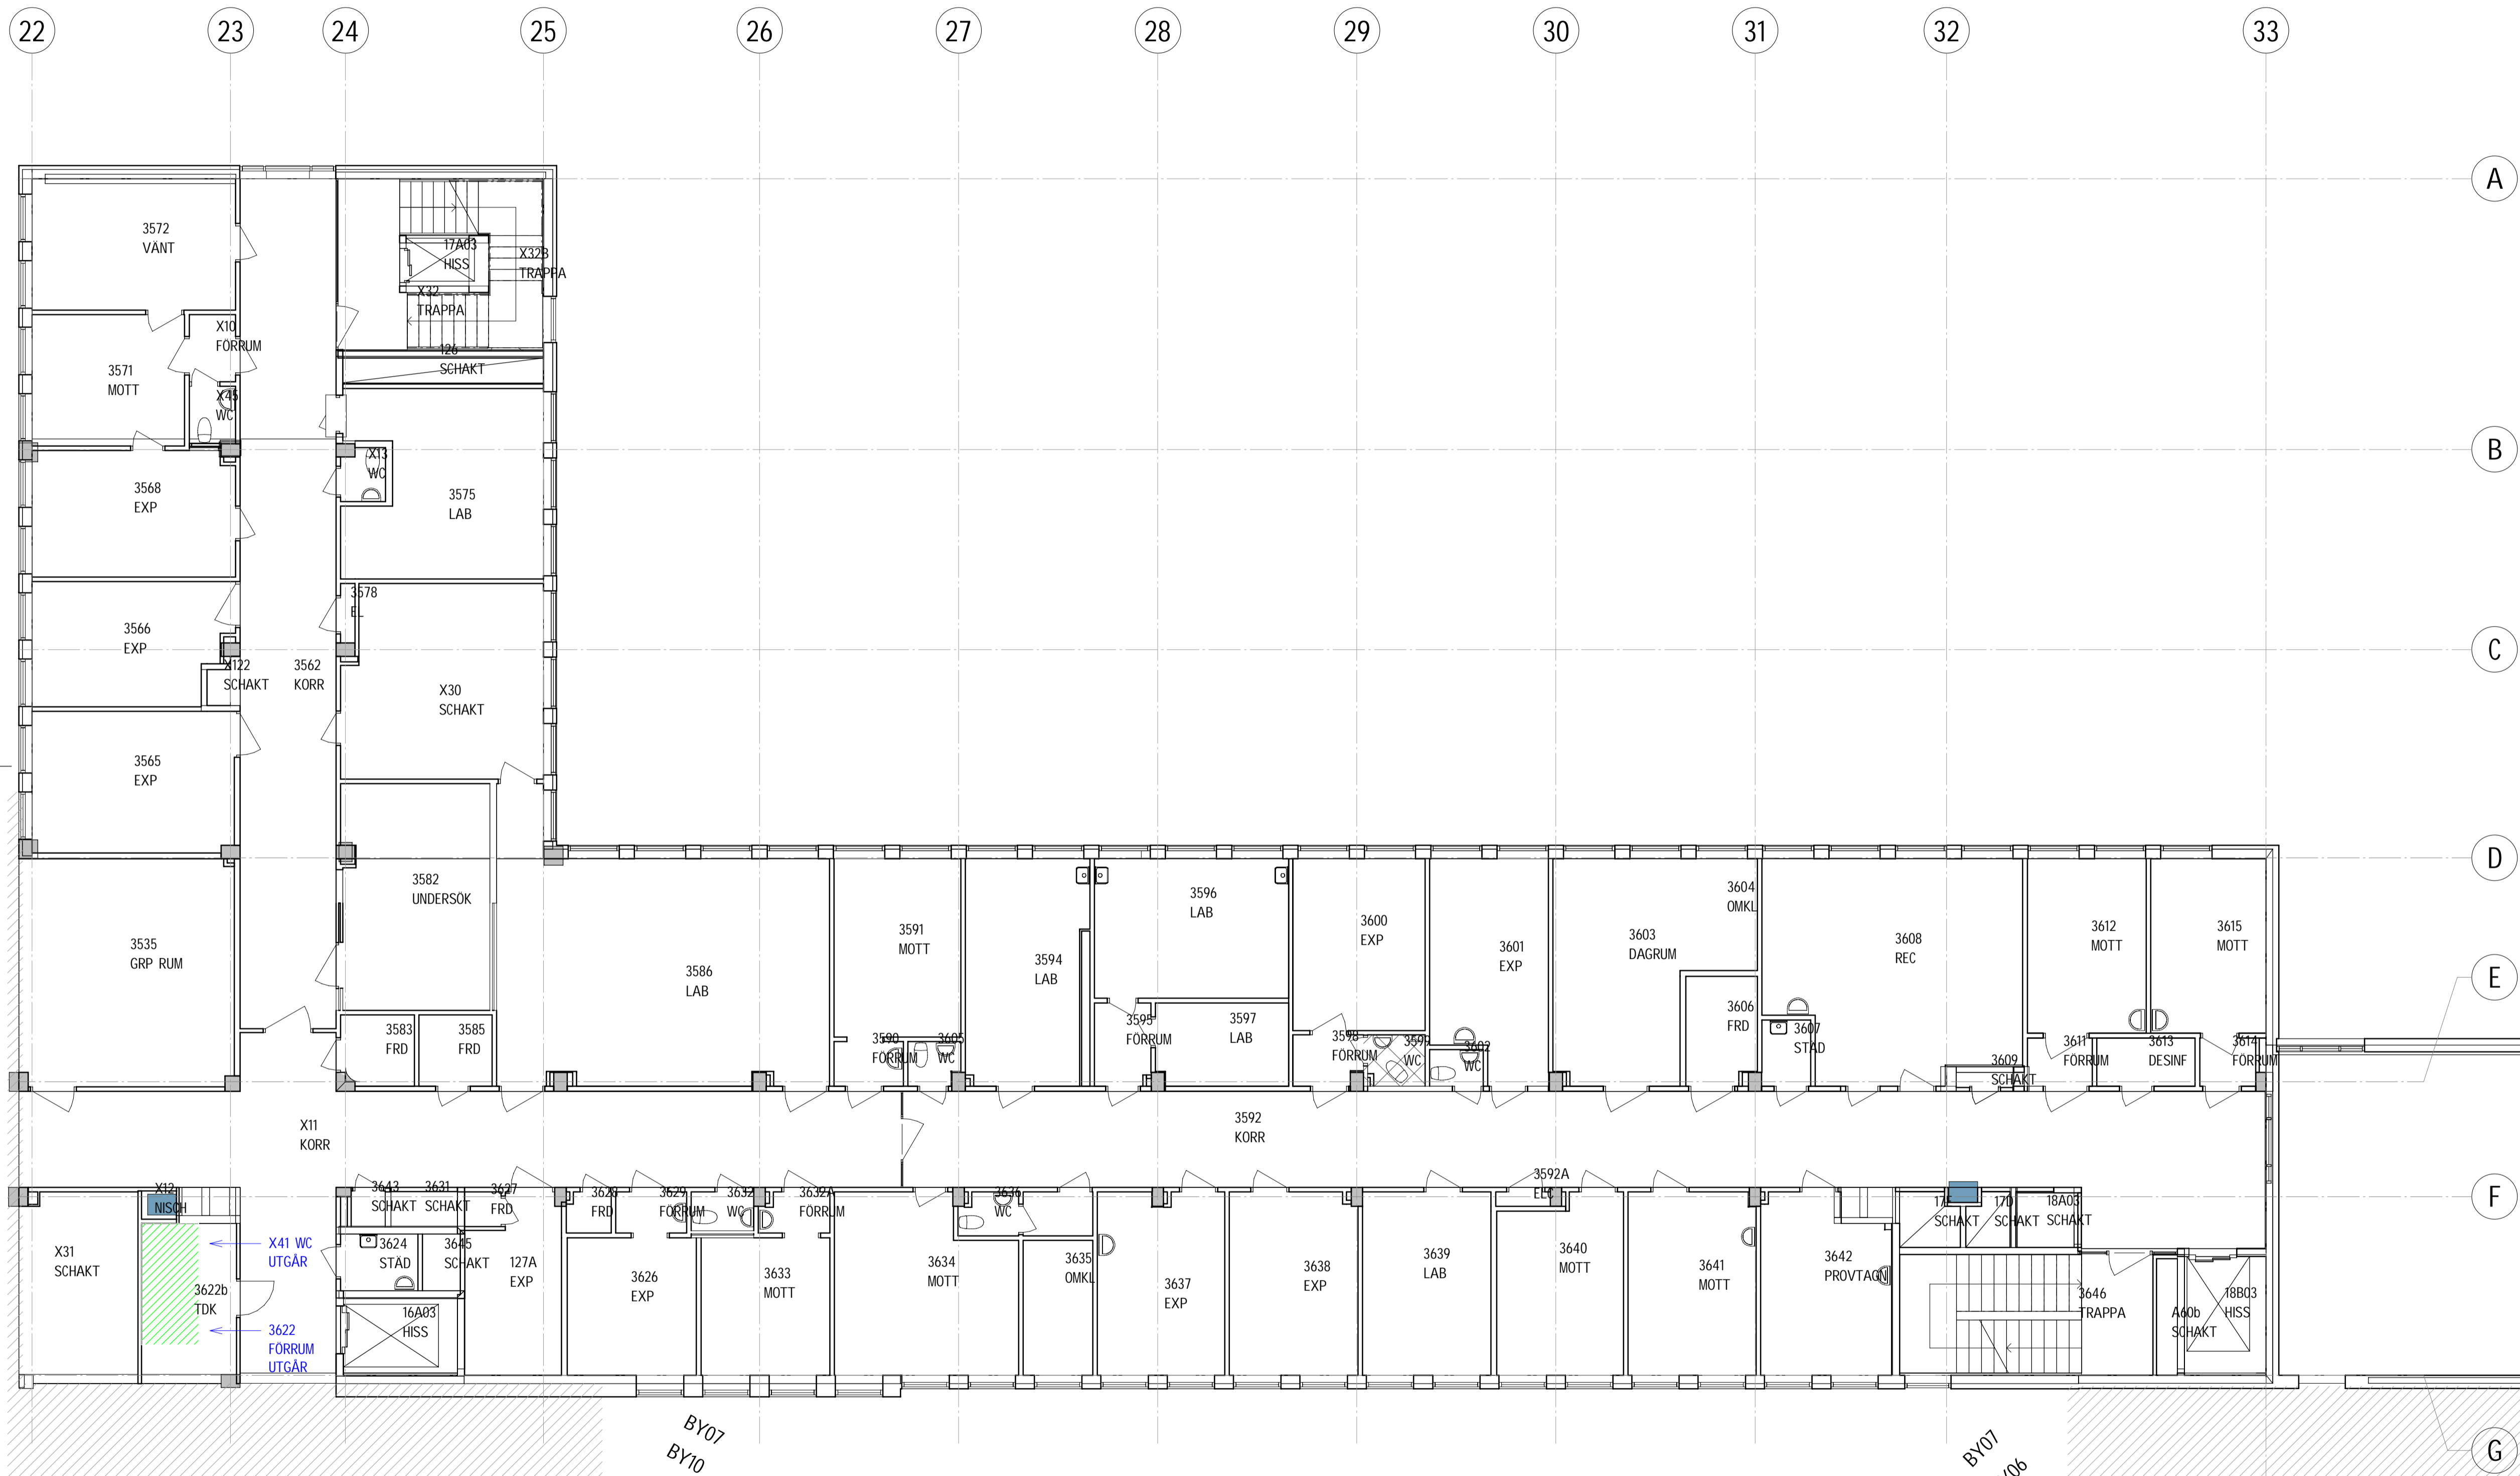 22
23
24
25
26
27
28
29
30
31
32
33
A
B
C
D
E
F
G
3572
VÄNT
17A03
HISS
X32B
TRAPPA
X32
TRAPPA
X10
FÖRRUM
126
SCHAKT
3571
MOTT
X45
WC
X13
WC
3568
EXP
3575
LAB
3578
EL
3566
EXP
X122
SCHAKT
3562
KORR
X30
SCHAKT
3565
EXP
3582
UNDERSÖK
3535
GRP RUM
3586
LAB
3591
MOTT
3594
LAB
3596
LAB
3600
EXP
3601
EXP
3604
OMKL
3603
DAGRUM
3608
REC
3612
MOTT
3615
MOTT
3583
FRD
3585
FRD
3590
FÖRRUM
3605
WC
3595
FÖRRUM
3597
LAB
3598
FÖRRUM
3599
WC
3602
WC
3606
FRD
3607
STÄD
3609
SCHAKT
3611
FÖRRUM
3613
DESINF
3614
FÖRRUM
X11
KORR
3592
KORR
X12
NISCH
3643
SCHAKT
3631
SCHAKT
3627
FRD
3628
FRD
3629
FÖRRUM
3632
WC
3632A
FÖRRUM
3636
WC
3592A
ELC
17F
SCHAKT
17D
SCHAKT
18A03
SCHAKT
X31
SCHAKT
X41 WC
UTGÅR
3622b
TDK
3622
FÖRRUM
UTGÅR
3624
STÄD
3645
SCHAKT
127A
EXP
16A03
HISS
3626
EXP
3633
MOTT
3634
MOTT
3635
OMKL
3637
EXP
3638
EXP
3639
LAB
3640
MOTT
3641
MOTT
3642
PROVTAGN
3646
TRAPPA
A60b
SCHAKT
18B03
HISS
BY07
BY10
BY07